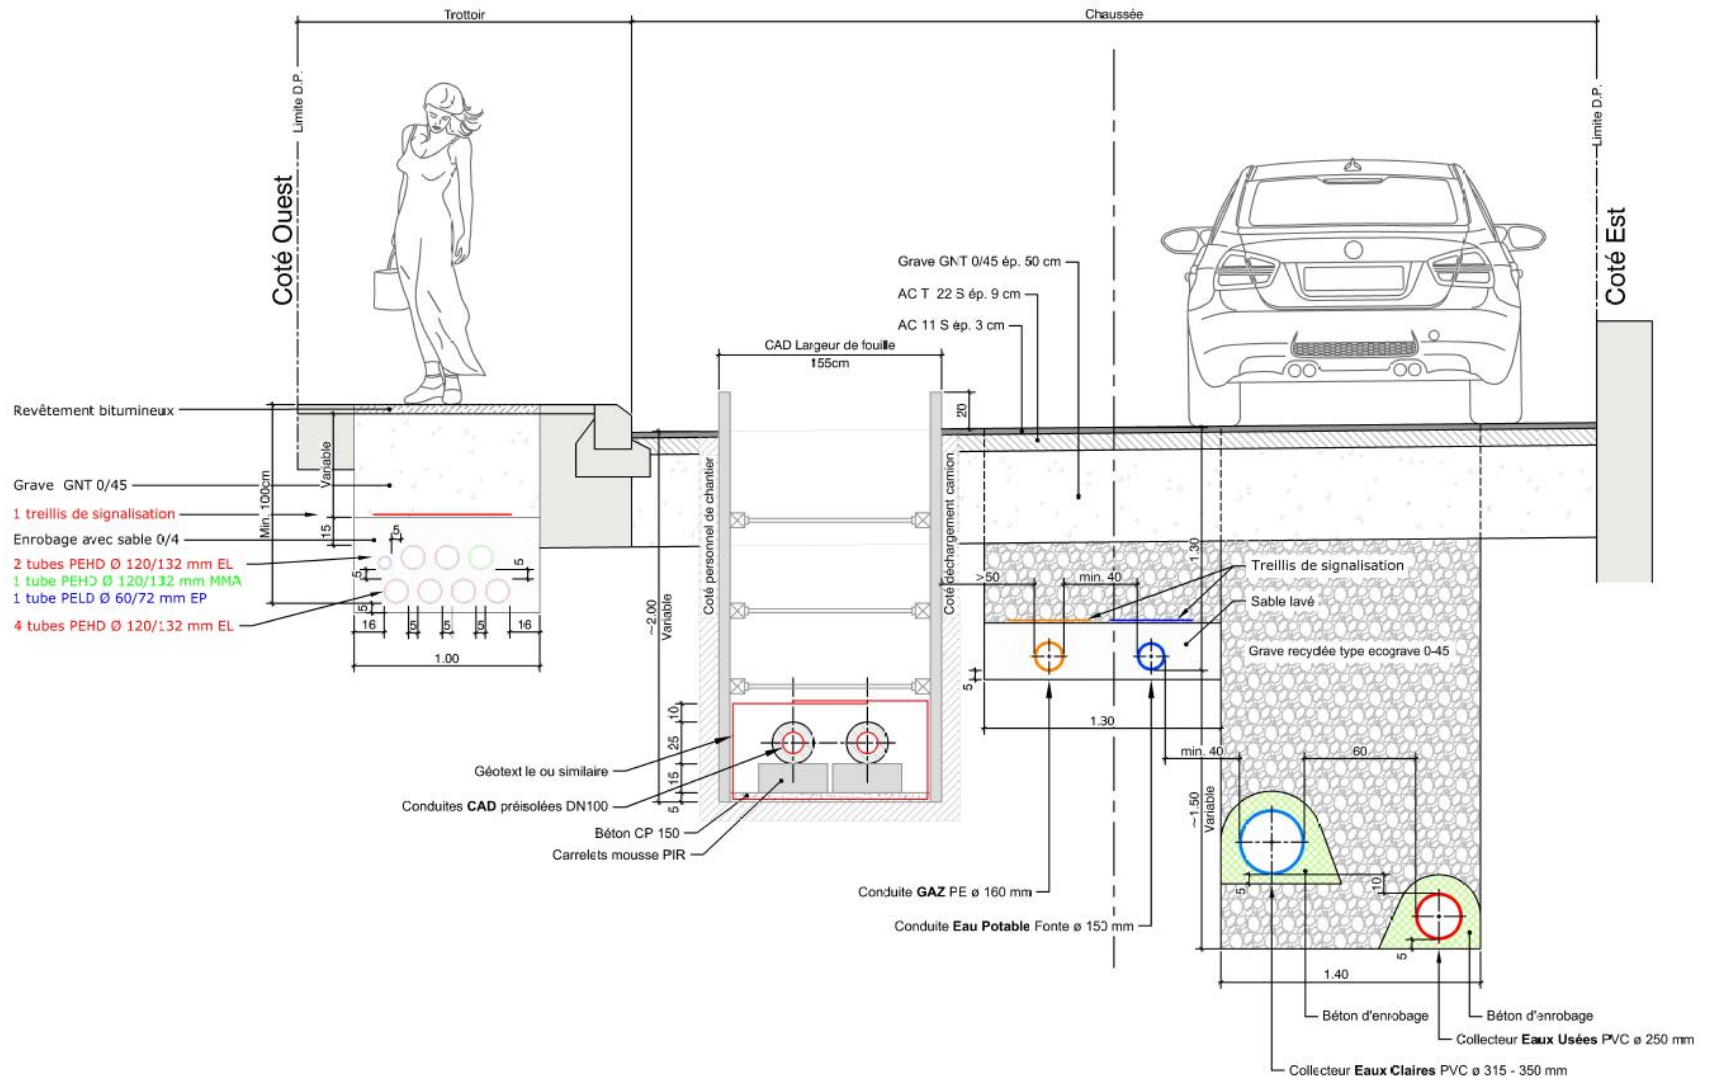 Trottoir
Chaussée
Limite D.P.
Limite D.P.
Coté Ouest
Coté Est
Grave GNT 0/45 ép. 50 cm
AC T 22 S ép. 9 cm
AC 11 S ép. 3 cm
CAD Largeur de fouille
155cm
20
Revêtement bitumineux
Variable
Min. 100cm
Grave GNT 0/45
1 treillis de signalisation
15
5
Enrobage avec sable 0/4
2 tubes PEHD Ø 120/132 mm EL
1 tube PEHD Ø 120/132 mm MMA
1 tube PELD Ø 60/72 mm EP
4 tubes PEHD Ø 120/132 mm EL
5
5
5
16
5
5
5
16
1.00
Coté personnel de chantier
Coté déchargement camion
~2.00
Variable
1.30
>50
min. 40
Treillis de signalisation
Sable lavé
Grave recyclée type ecograve 0-45
5
1.30
10
25
15
5
Géotext le ou similaire
Conduites CAD préisolées DN100
Béton CP 150
Carrelets mousse PIR
min. 40
60
~1.50
Variable
5
10
5
Conduite GAZ PE ø 160 mm
Conduite Eau Potable Fonte ø 150 mm
1.40
Béton d'enrobage
Béton d'enrobage
Collecteur Eaux Usées PVC ø 250 mm
Collecteur Eaux Claires PVC ø 315 - 350 mm